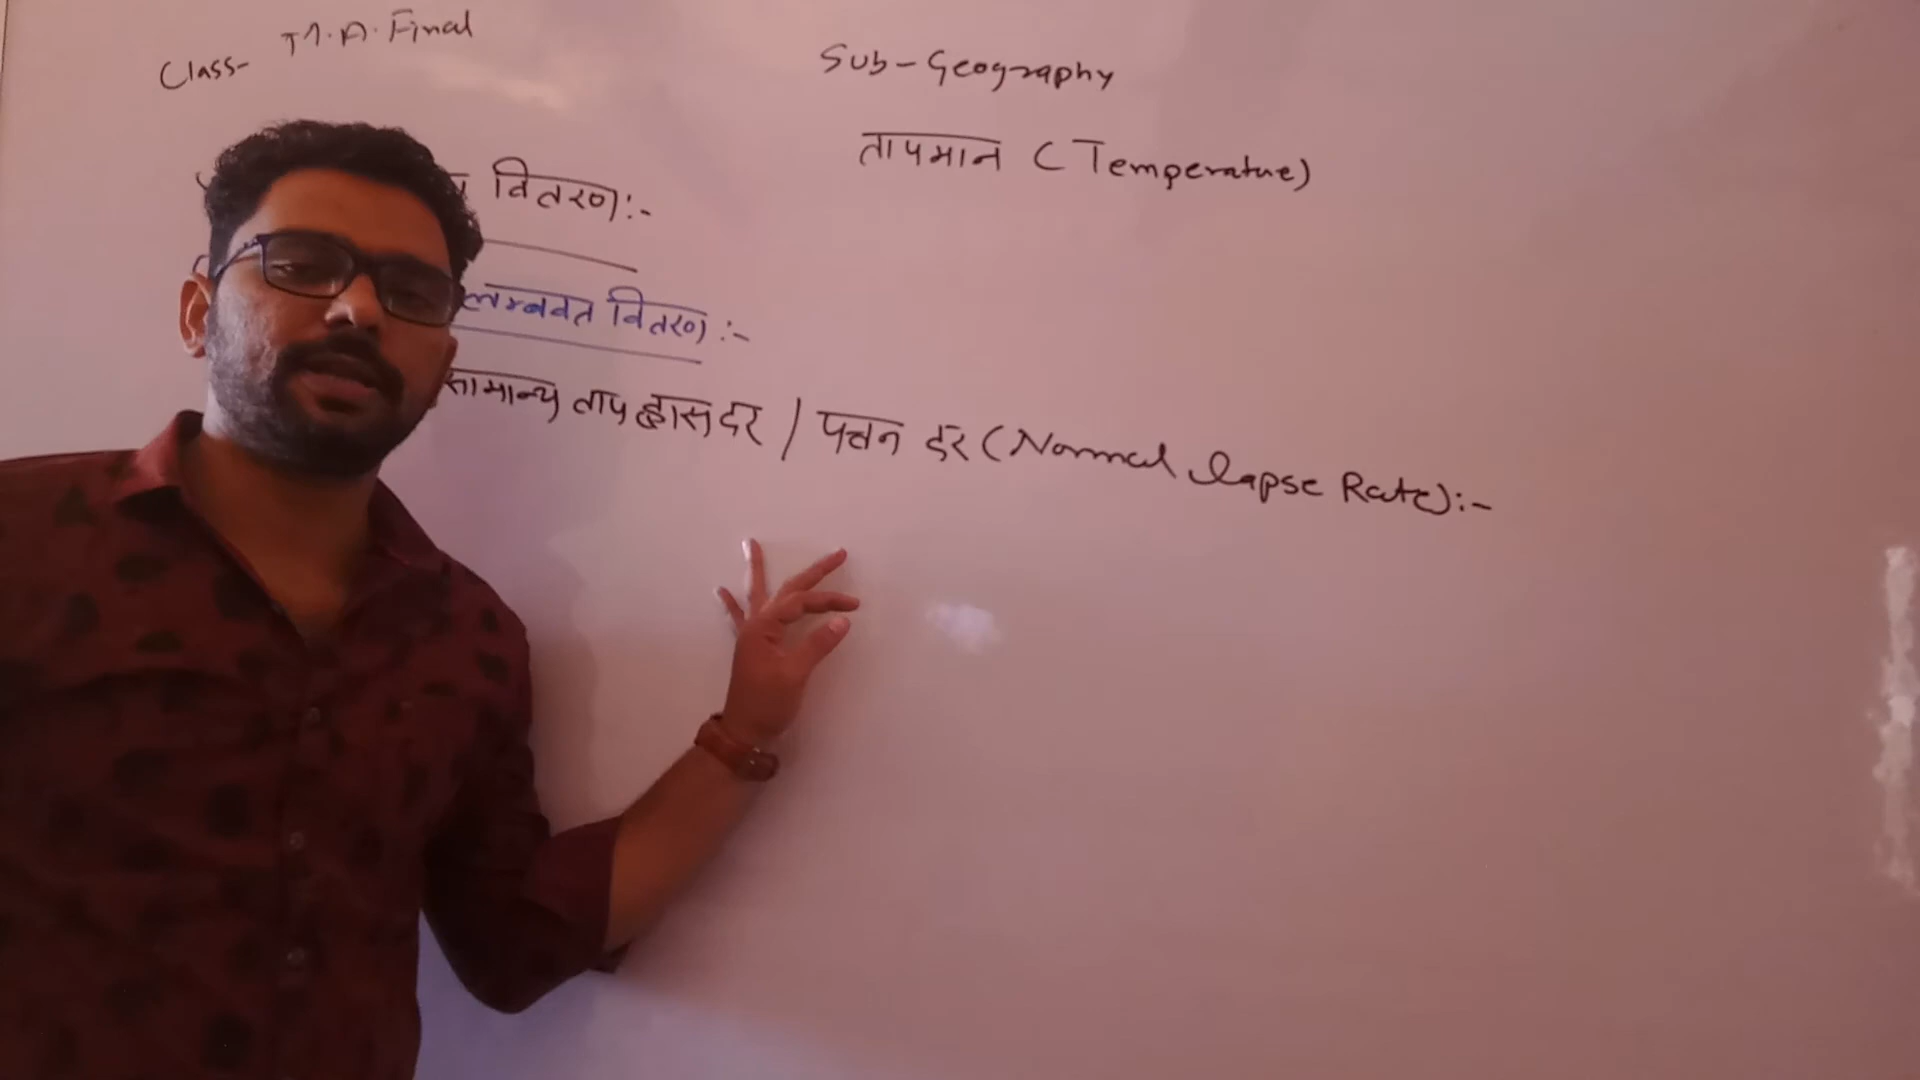 Class- M.A. Final
Sub-Geography
तापमान (Temperature)
वितरण:-
लम्बवत वितरण:-
सामान्य ताप ह्रास दर / पतन दर (Normal lapse Rate):-